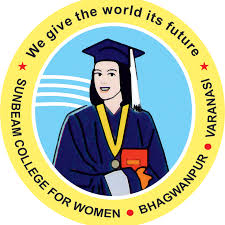 We give the world its future
SUNBEAM COLLEGE FOR WOMEN • BHAGWANPUR • VARANASI